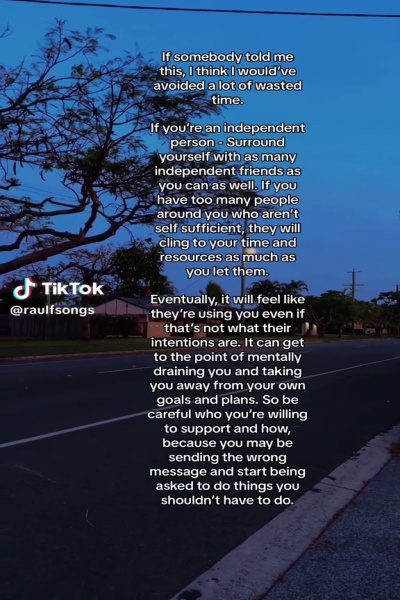 If somebody told me
this, I think I would've
avoided a lot of wasted
time.
If you're an independent
person - Surround
yourself with as many
independent friends as
you can as well. If you
have too many people
around you who aren't
self sufficient, they will
cling to your time and
resources as much as
you let them.
TikTok
@raulfsongs
Eventually, it will feel like
they're using you even if
that's not what their
intentions are. It can get
to the point of mentally
draining you and taking
you away from your own
goals and plans. So be
careful who you're willing
to support and how,
because you may be
sending the wrong
message and start being
asked to do things you
shouldn't have to do.